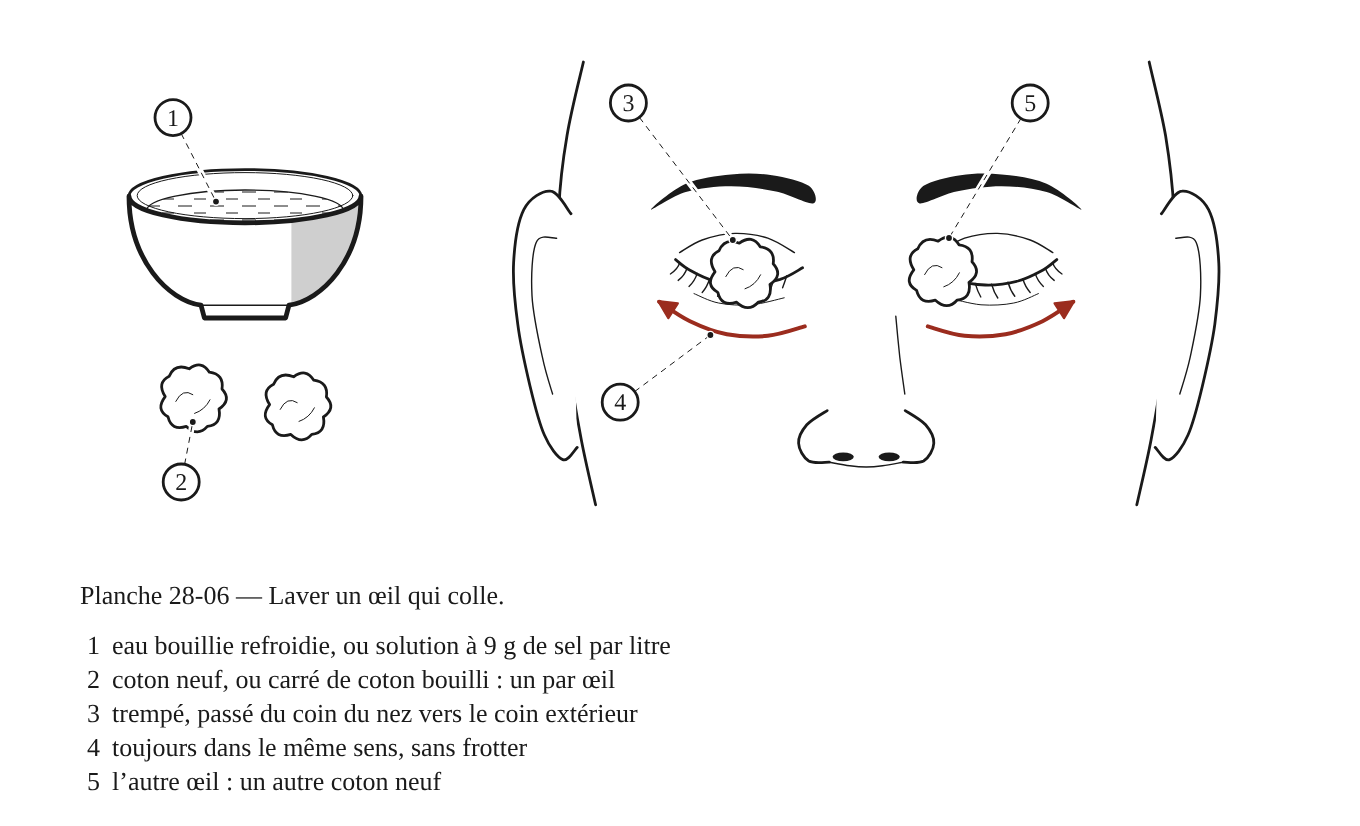 1
3
5
4
2
Planche 28-06 — Laver un œil qui colle.
1 eau bouillie refroidie, ou solution à 9 g de sel par litre
2 coton neuf, ou carré de coton bouilli : un par œil
3 trempé, passé du coin du nez vers le coin extérieur
4 toujours dans le même sens, sans frotter
5 l’autre œil : un autre coton neuf